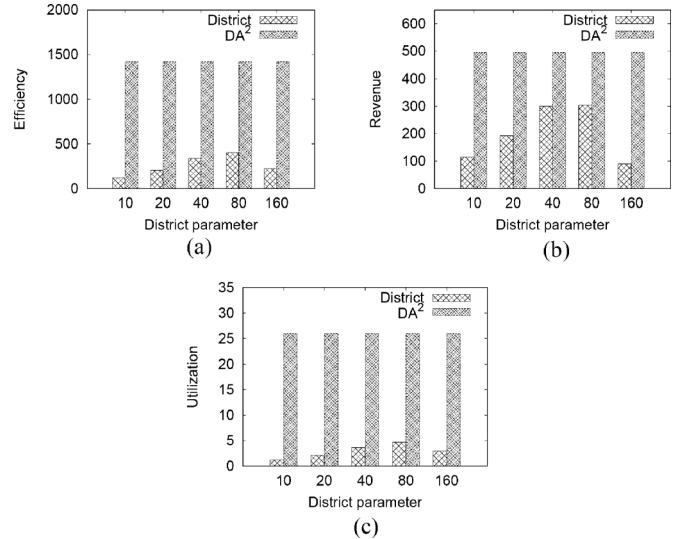 2000
1500
1000
500
0
Efficiency
District
DA²
10 20 40 80 160
District parameter
(a)
600
500
400
300
200
100
0
Revenue
District
DA²
10 20 40 80 160
District parameter
(b)
35
30
25
20
15
10
5
0
Utilization
District
DA²
10 20 40 80 160
District parameter
(c)